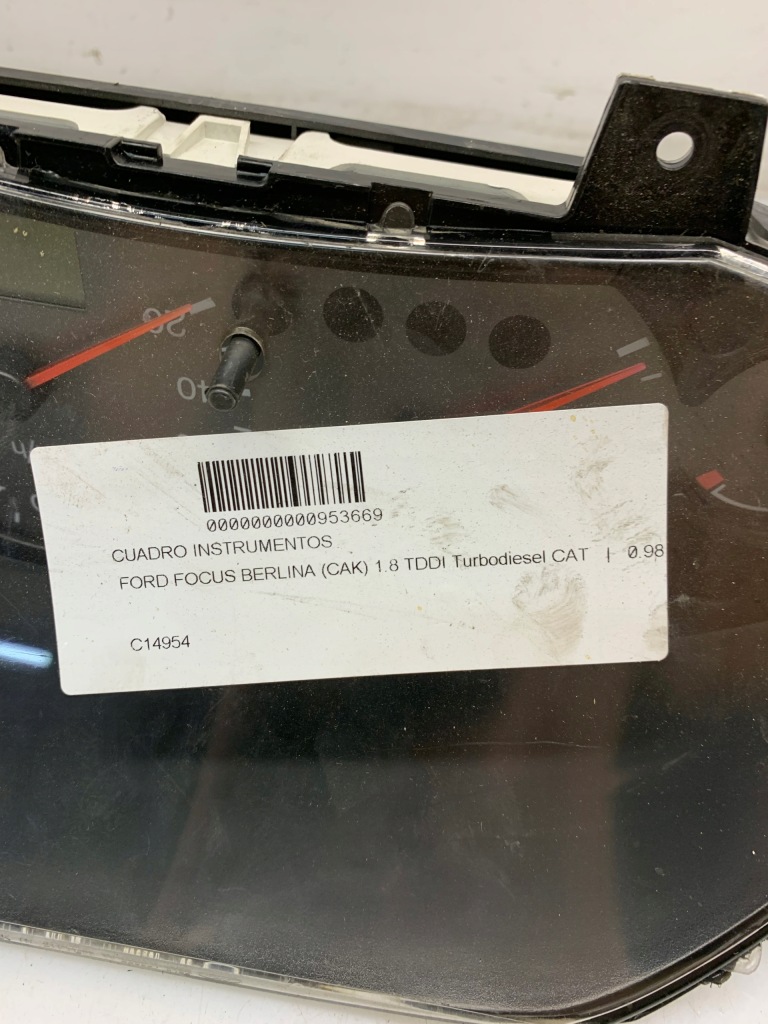 0000000000953669
CUADRO INSTRUMENTOS
FORD FOCUS BERLINA (CAK) 1.8 TDDI Turbodiesel CAT | 0.98
C14954